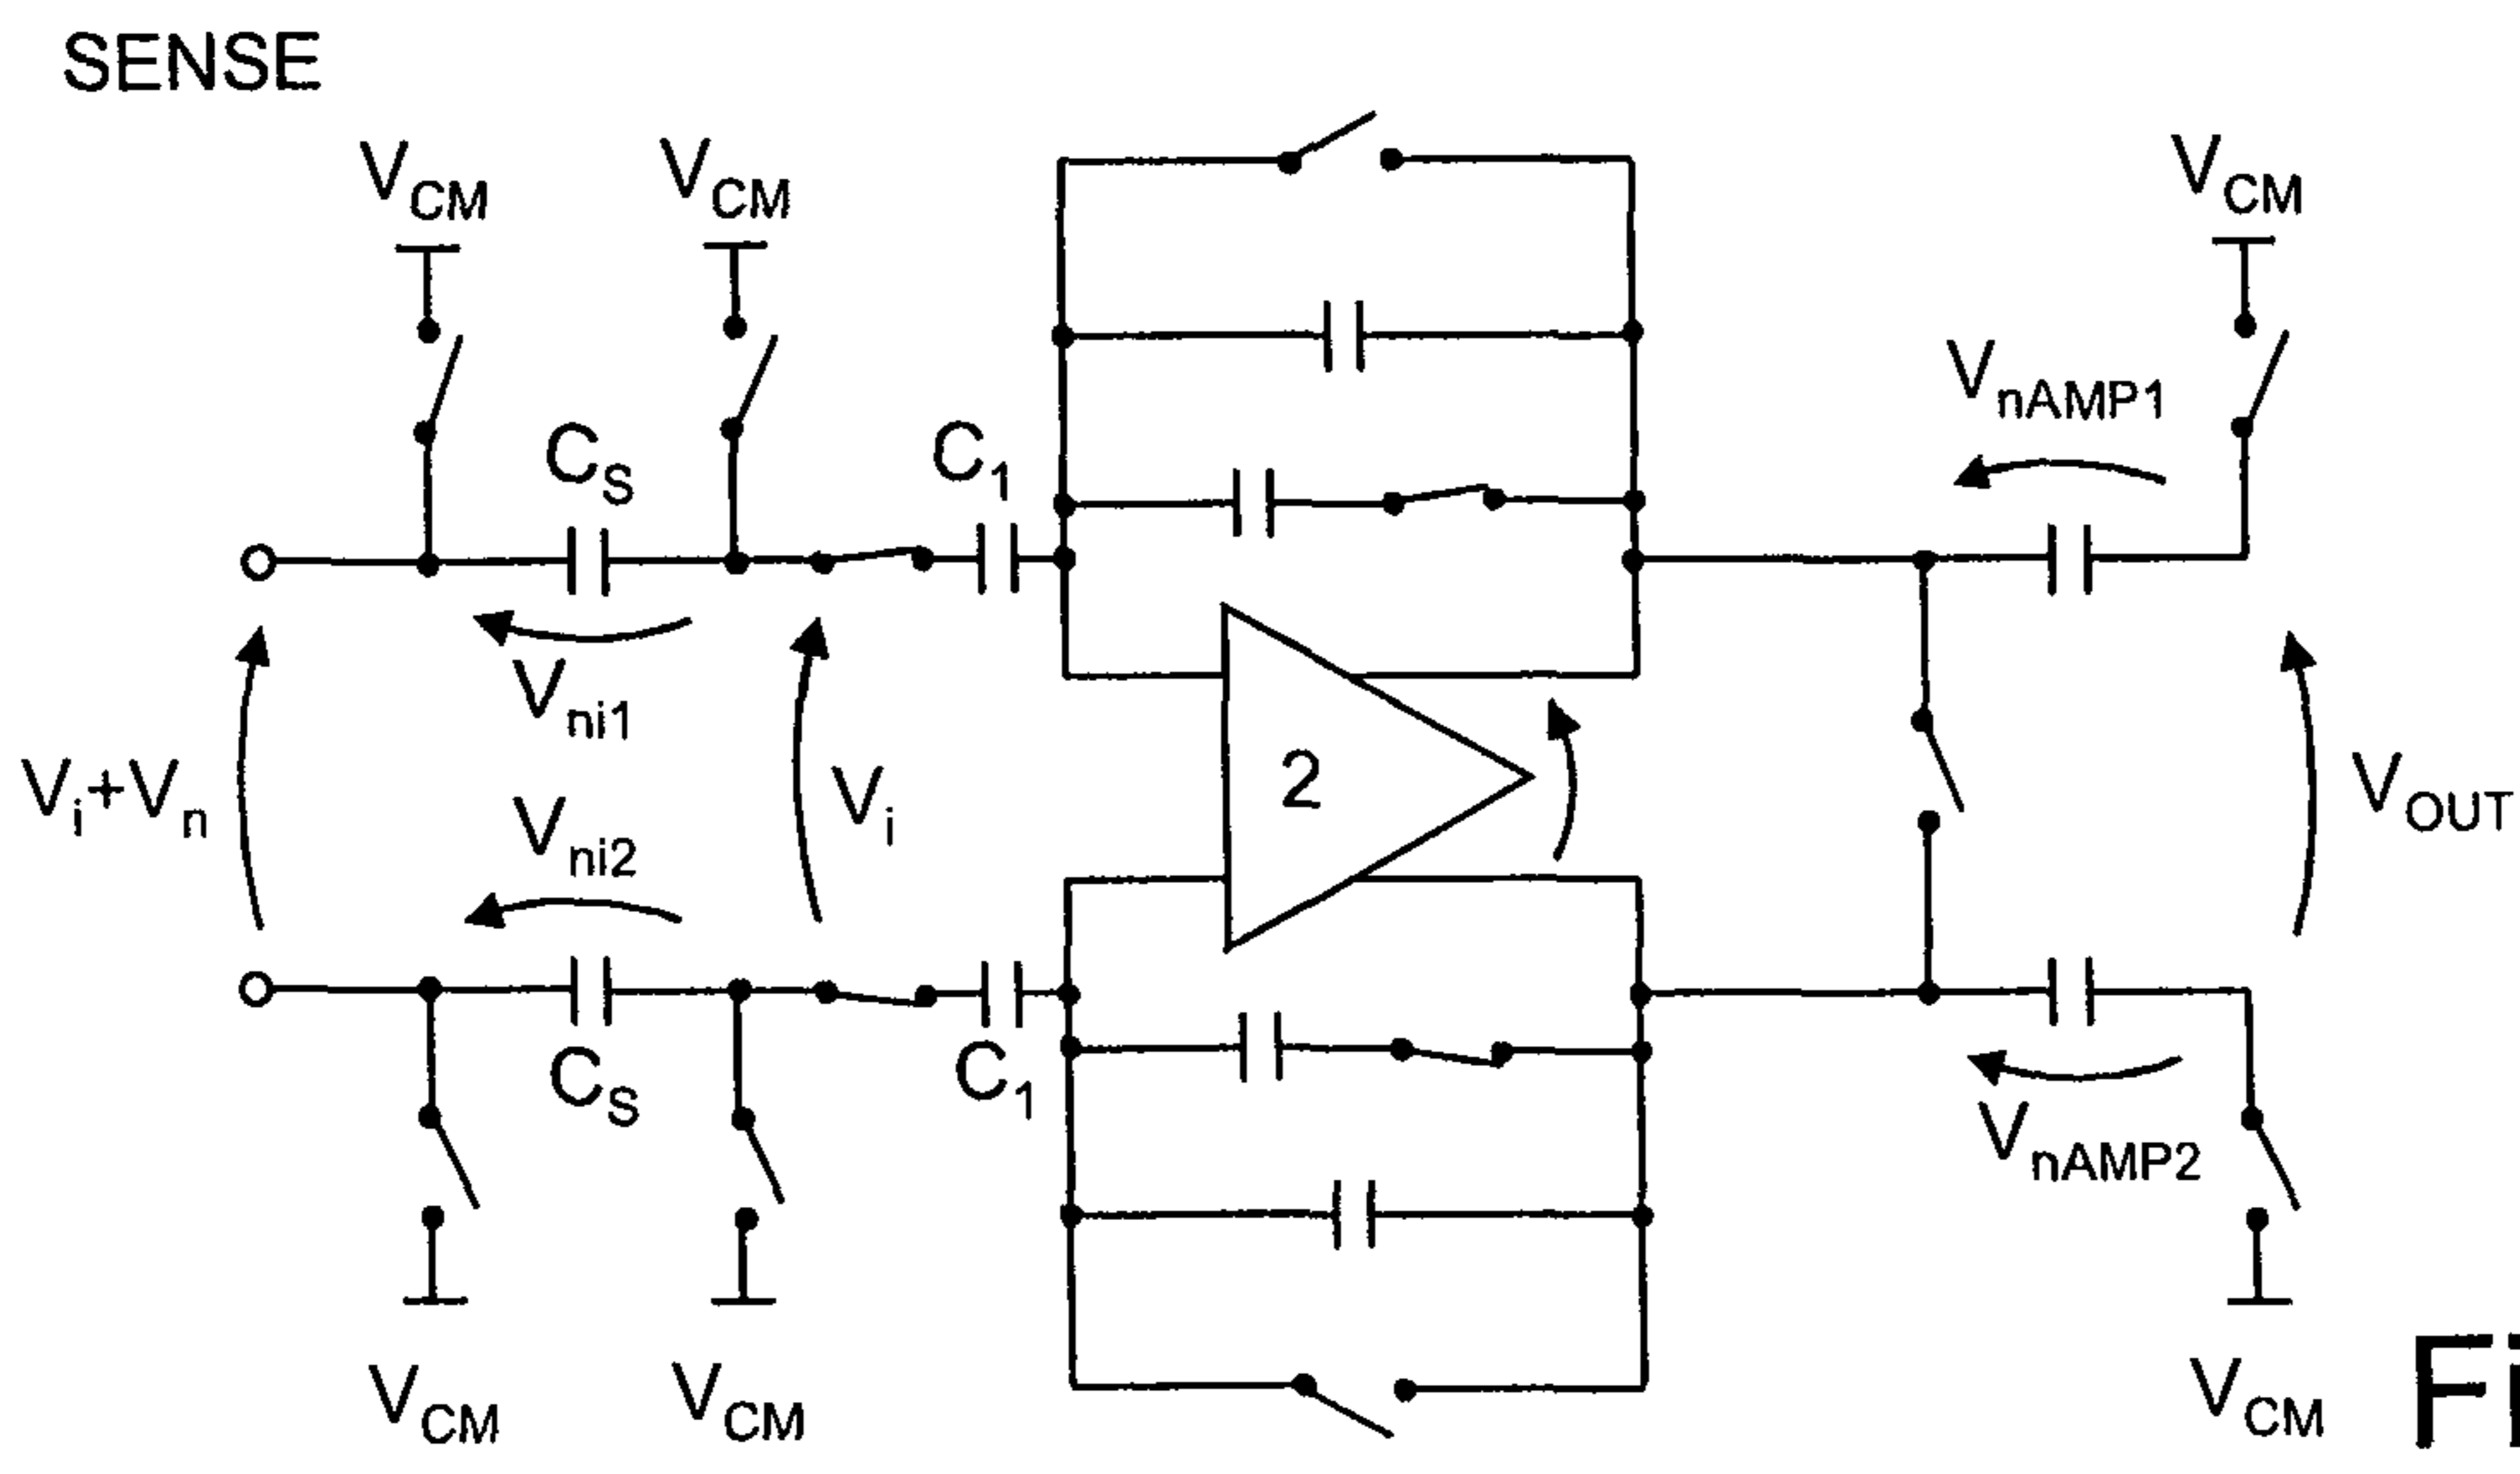 SENSE
VCM
VCM
VCM
CS
C1
VnAMP1
Vni1
Vi+Vn
Vni2
Vi
2
VOUT
CS
C1
VnAMP2
VCM
VCM
VCM